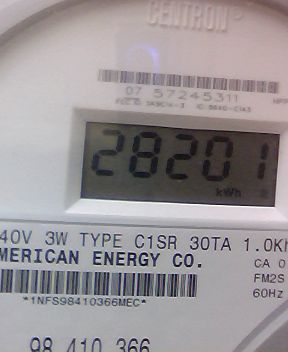 CENTRON®
07 57245311
28201
kWh
40V 3W TYPE C1SR 30TA 1.0Kh
MERICAN ENERGY CO. CA 0
FM2S
*1NFS98410366MEC* 60Hz
98 410 366